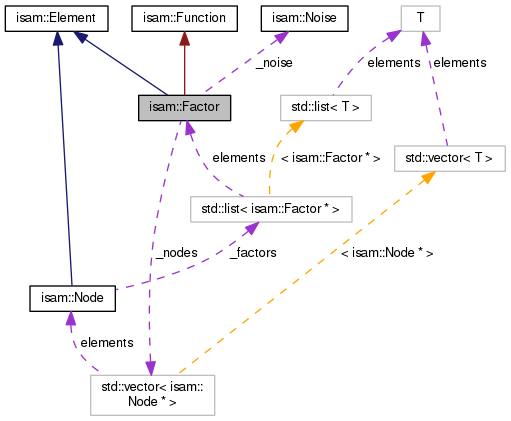 isam::Element
isam::Function
isam::Noise
T
_noise
elements
elements
isam::Factor
std::list< T >
elements
< isam::Factor * >
std::vector< T >
std::list< isam::Factor * >
_nodes
_factors
< isam::Node * >
isam::Node
elements
std::vector< isam::
Node * >